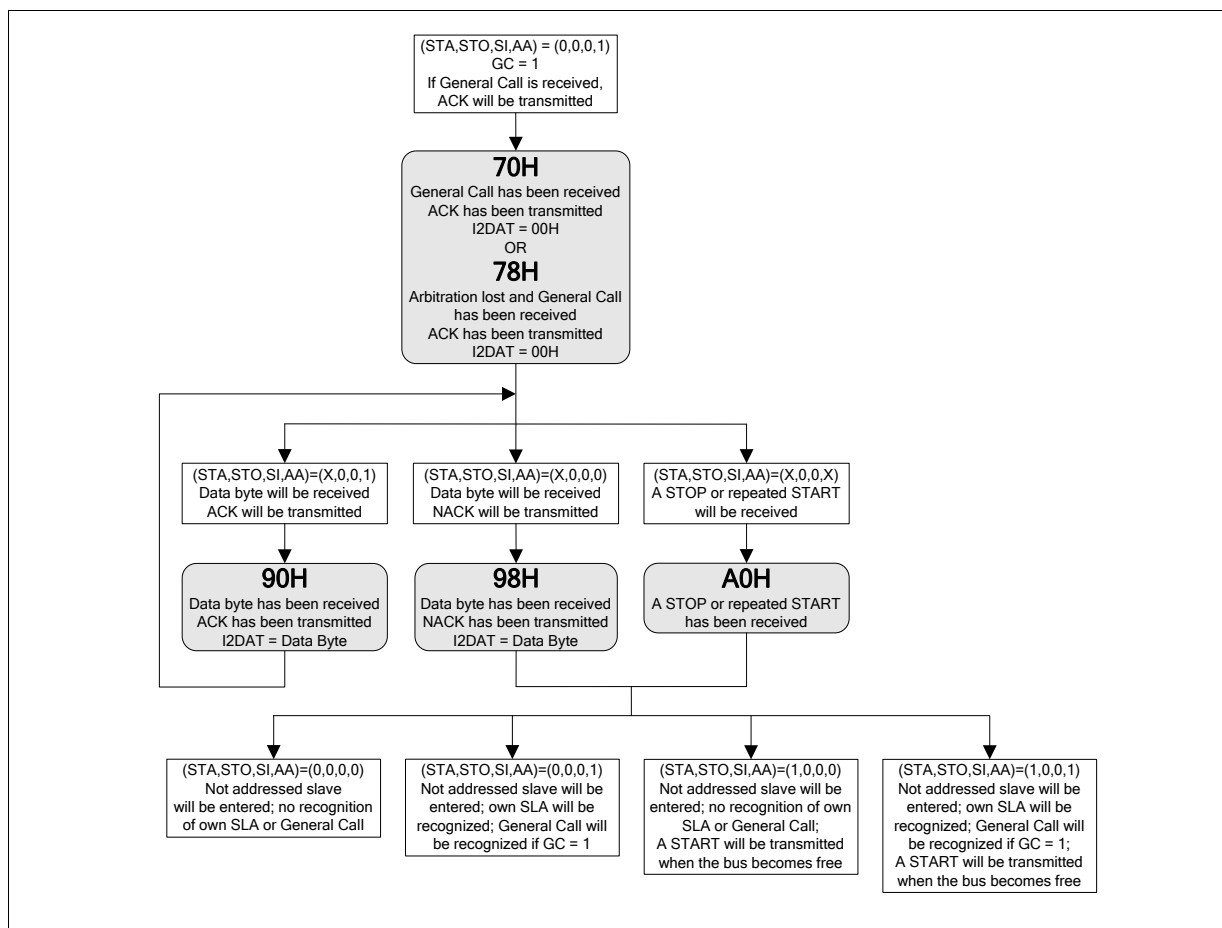 (STA,STO,SI,AA) = (0,0,0,1)
GC = 1
If General Call is received,
ACK will be transmitted
70H
General Call has been received
ACK has been transmitted
I2DAT = 00H
OR
78H
Arbitration lost and General Call
has been received
ACK has been transmitted
I2DAT = 00H
(STA,STO,SI,AA)=(X,0,0,1)
Data byte will be received
ACK will be transmitted
(STA,STO,SI,AA)=(X,0,0,0)
Data byte will be received
NACK will be transmitted
(STA,STO,SI,AA)=(X,0,0,X)
A STOP or repeated START
will be received
90H
Data byte has been received
ACK has been transmitted
I2DAT = Data Byte
98H
Data byte has been received
NACK has been transmitted
I2DAT = Data Byte
A0H
A STOP or repeated START
has been received
(STA,STO,SI,AA)=(0,0,0,0)
Not addressed slave
will be entered; no recognition
of own SLA or General Call
(STA,STO,SI,AA)=(0,0,0,1)
Not addressed slave will be
entered; own SLA will be
recognized; General Call will
be recognized if GC = 1
(STA,STO,SI,AA)=(1,0,0,0)
Not addressed slave will be
entered; no recognition of own
SLA or General Call;
A START will be transmitted
when the bus becomes free
(STA,STO,SI,AA)=(1,0,0,1)
Not addressed slave will be
entered; own SLA will be
recognized; General Call will
be recognized if GC = 1;
A START will be transmitted
when the bus becomes free